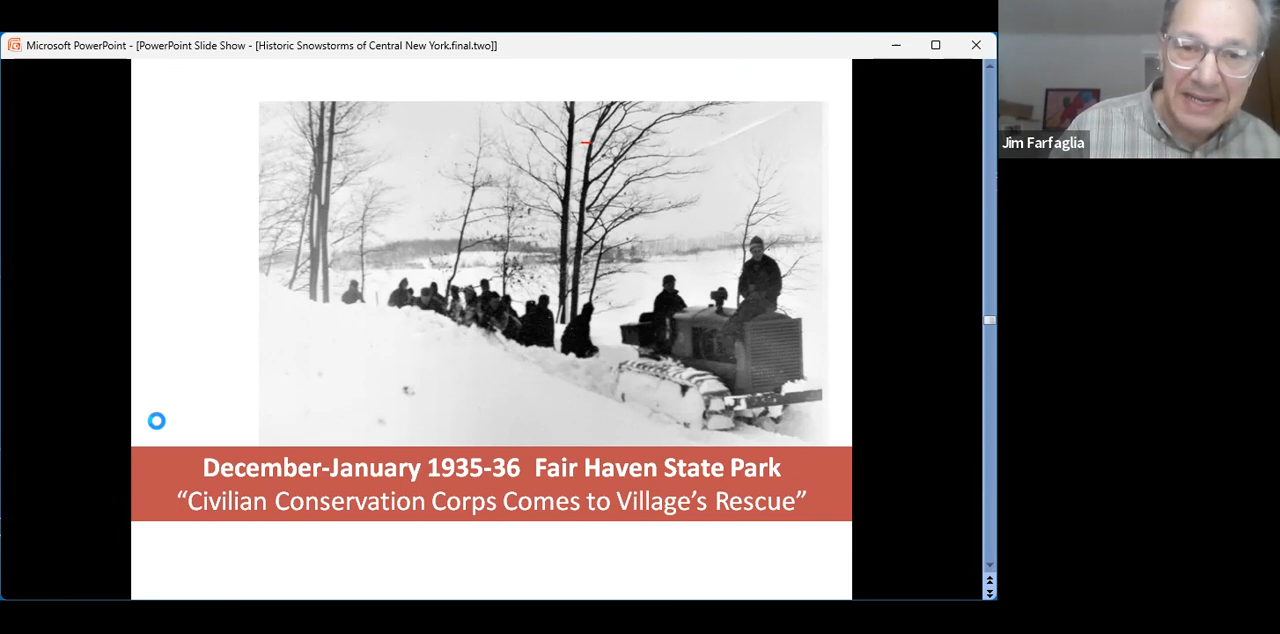 Microsoft PowerPoint - [PowerPoint Slide Show - [Historic Snowstorms of Central New York.final.two]]
Jim Farfaglia
December-January 1935-36 Fair Haven State Park
“Civilian Conservation Corps Comes to Village’s Rescue”